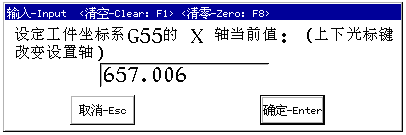 输入-Input <清空-Clear: F1> <清零-Zero: F8>
设定工件坐标系G55的 X 轴当前值: (上下光标键
改变设置轴)
657.006
取消-Esc 确定-Enter